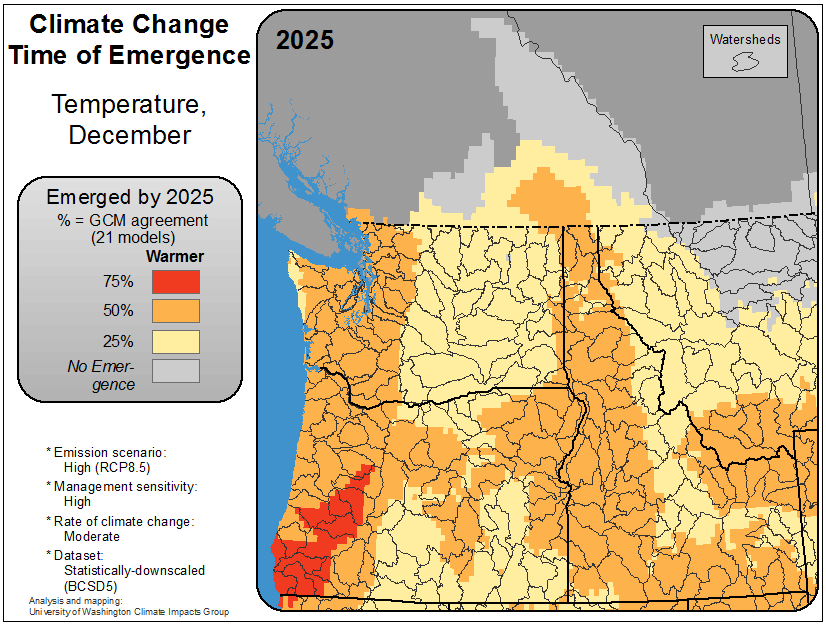 Climate Change
Time of Emergence
Temperature,
December
Emerged by 2025
% = GCM agreement
(21 models)
Warmer
75%
50%
25%
No Emer-
gence
* Emission scenario:
High (RCP8.5)
* Management sensitivity:
High
* Rate of climate change:
Moderate
* Dataset:
Statistically-downscaled
(BCSD5)
Analysis and mapping:
University of Washington Climate Impacts Group
2025
Watersheds